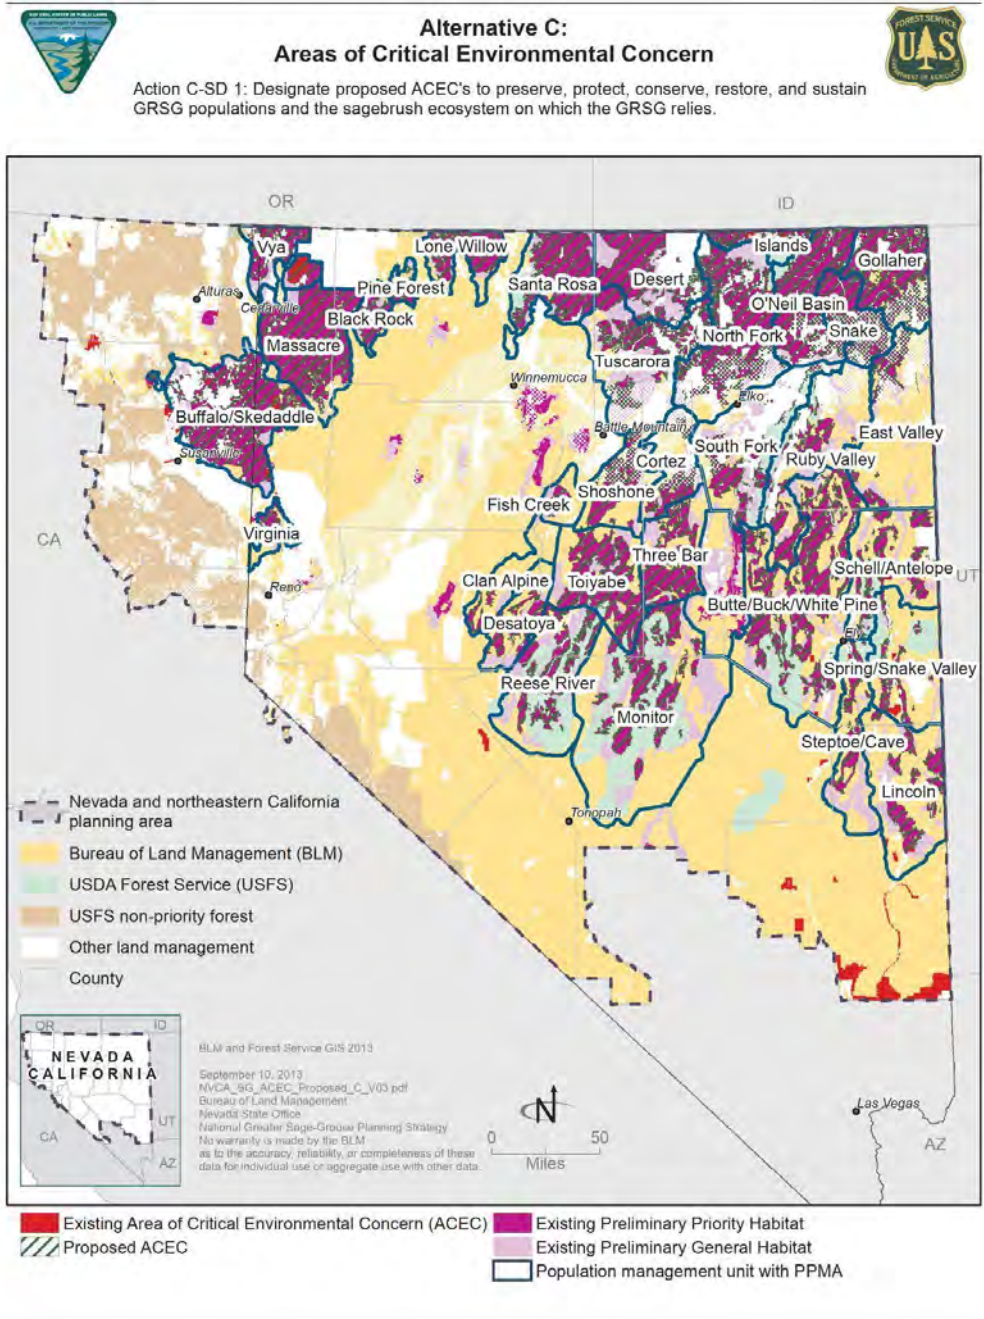 Alternative C:
Areas of Critical Environmental Concern
Action C-SD 1: Designate proposed ACEC's to preserve, protect, conserve, restore, and sustain
GRSG populations and the sagebrush ecosystem on which the GRSG relies.
FOREST SERVICE
U S
DEPARTMENT OF AGRICULTURE
OR
ID
Vya
Lone Willow
Islands
Gollaher
Alturas
Cedarville
Pine Forest
Santa Rosa
Desert
O'Neil Basin
Black Rock
North Fork
Snake
Massacre
Tuscarora
Winnemucca
Elko
Buffalo/Skedaddle
Battle Mountain
East Valley
Susanville
South Fork
Ruby Valley
Cortez
Shoshone
Fish Creek
CA
Virginia
Three Bar
Schell/Antelope
UT
Reno
Clan Alpine
Toiyabe
Butte/Buck/White Pine
Desatoya
Ely
Spring/Snake Valley
Reese River
Monitor
Steptoe/Cave
Lincoln
Tonopah
Nevada and northeastern California
planning area
Bureau of Land Management (BLM)
USDA Forest Service (USFS)
USFS non-priority forest
Other land management
County
OR
ID
NEVADA
CALIFORNIA
UT
CA
AZ
BLM and Forest Service GIS 2013
September 10, 2013
NVCA_SG_ACEC_Proposed_C_V03.pdf
Bureau of Land Management
Nevada State Office
National Greater Sage-Grouse Planning Strategy
No warranty is made by the BLM
as to the accuracy, reliability, or completeness of these
data for individual use or aggregate use with other data.
N
0 50
Miles
Las Vegas
AZ
Existing Area of Critical Environmental Concern (ACEC)
Proposed ACEC
Existing Preliminary Priority Habitat
Existing Preliminary General Habitat
Population management unit with PPMA